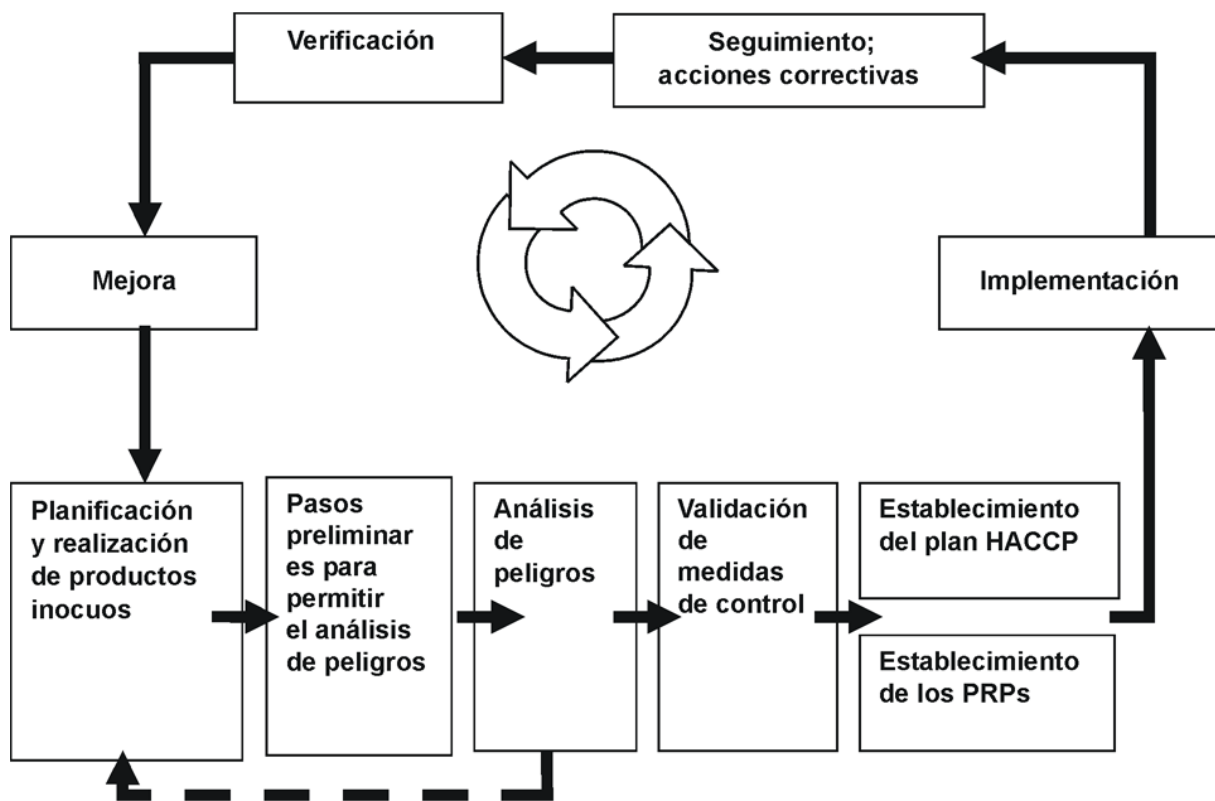 Verificación
Seguimiento;
acciones correctivas
Mejora
Implementación
Planificación
y realización
de productos
inocuos
Pasos
preliminar
es para
permitir
el análisis
de peligros
Análisis
de
peligros
Validación
de
medidas
de control
Establecimiento
del plan HACCP
Establecimiento
de los PRPs